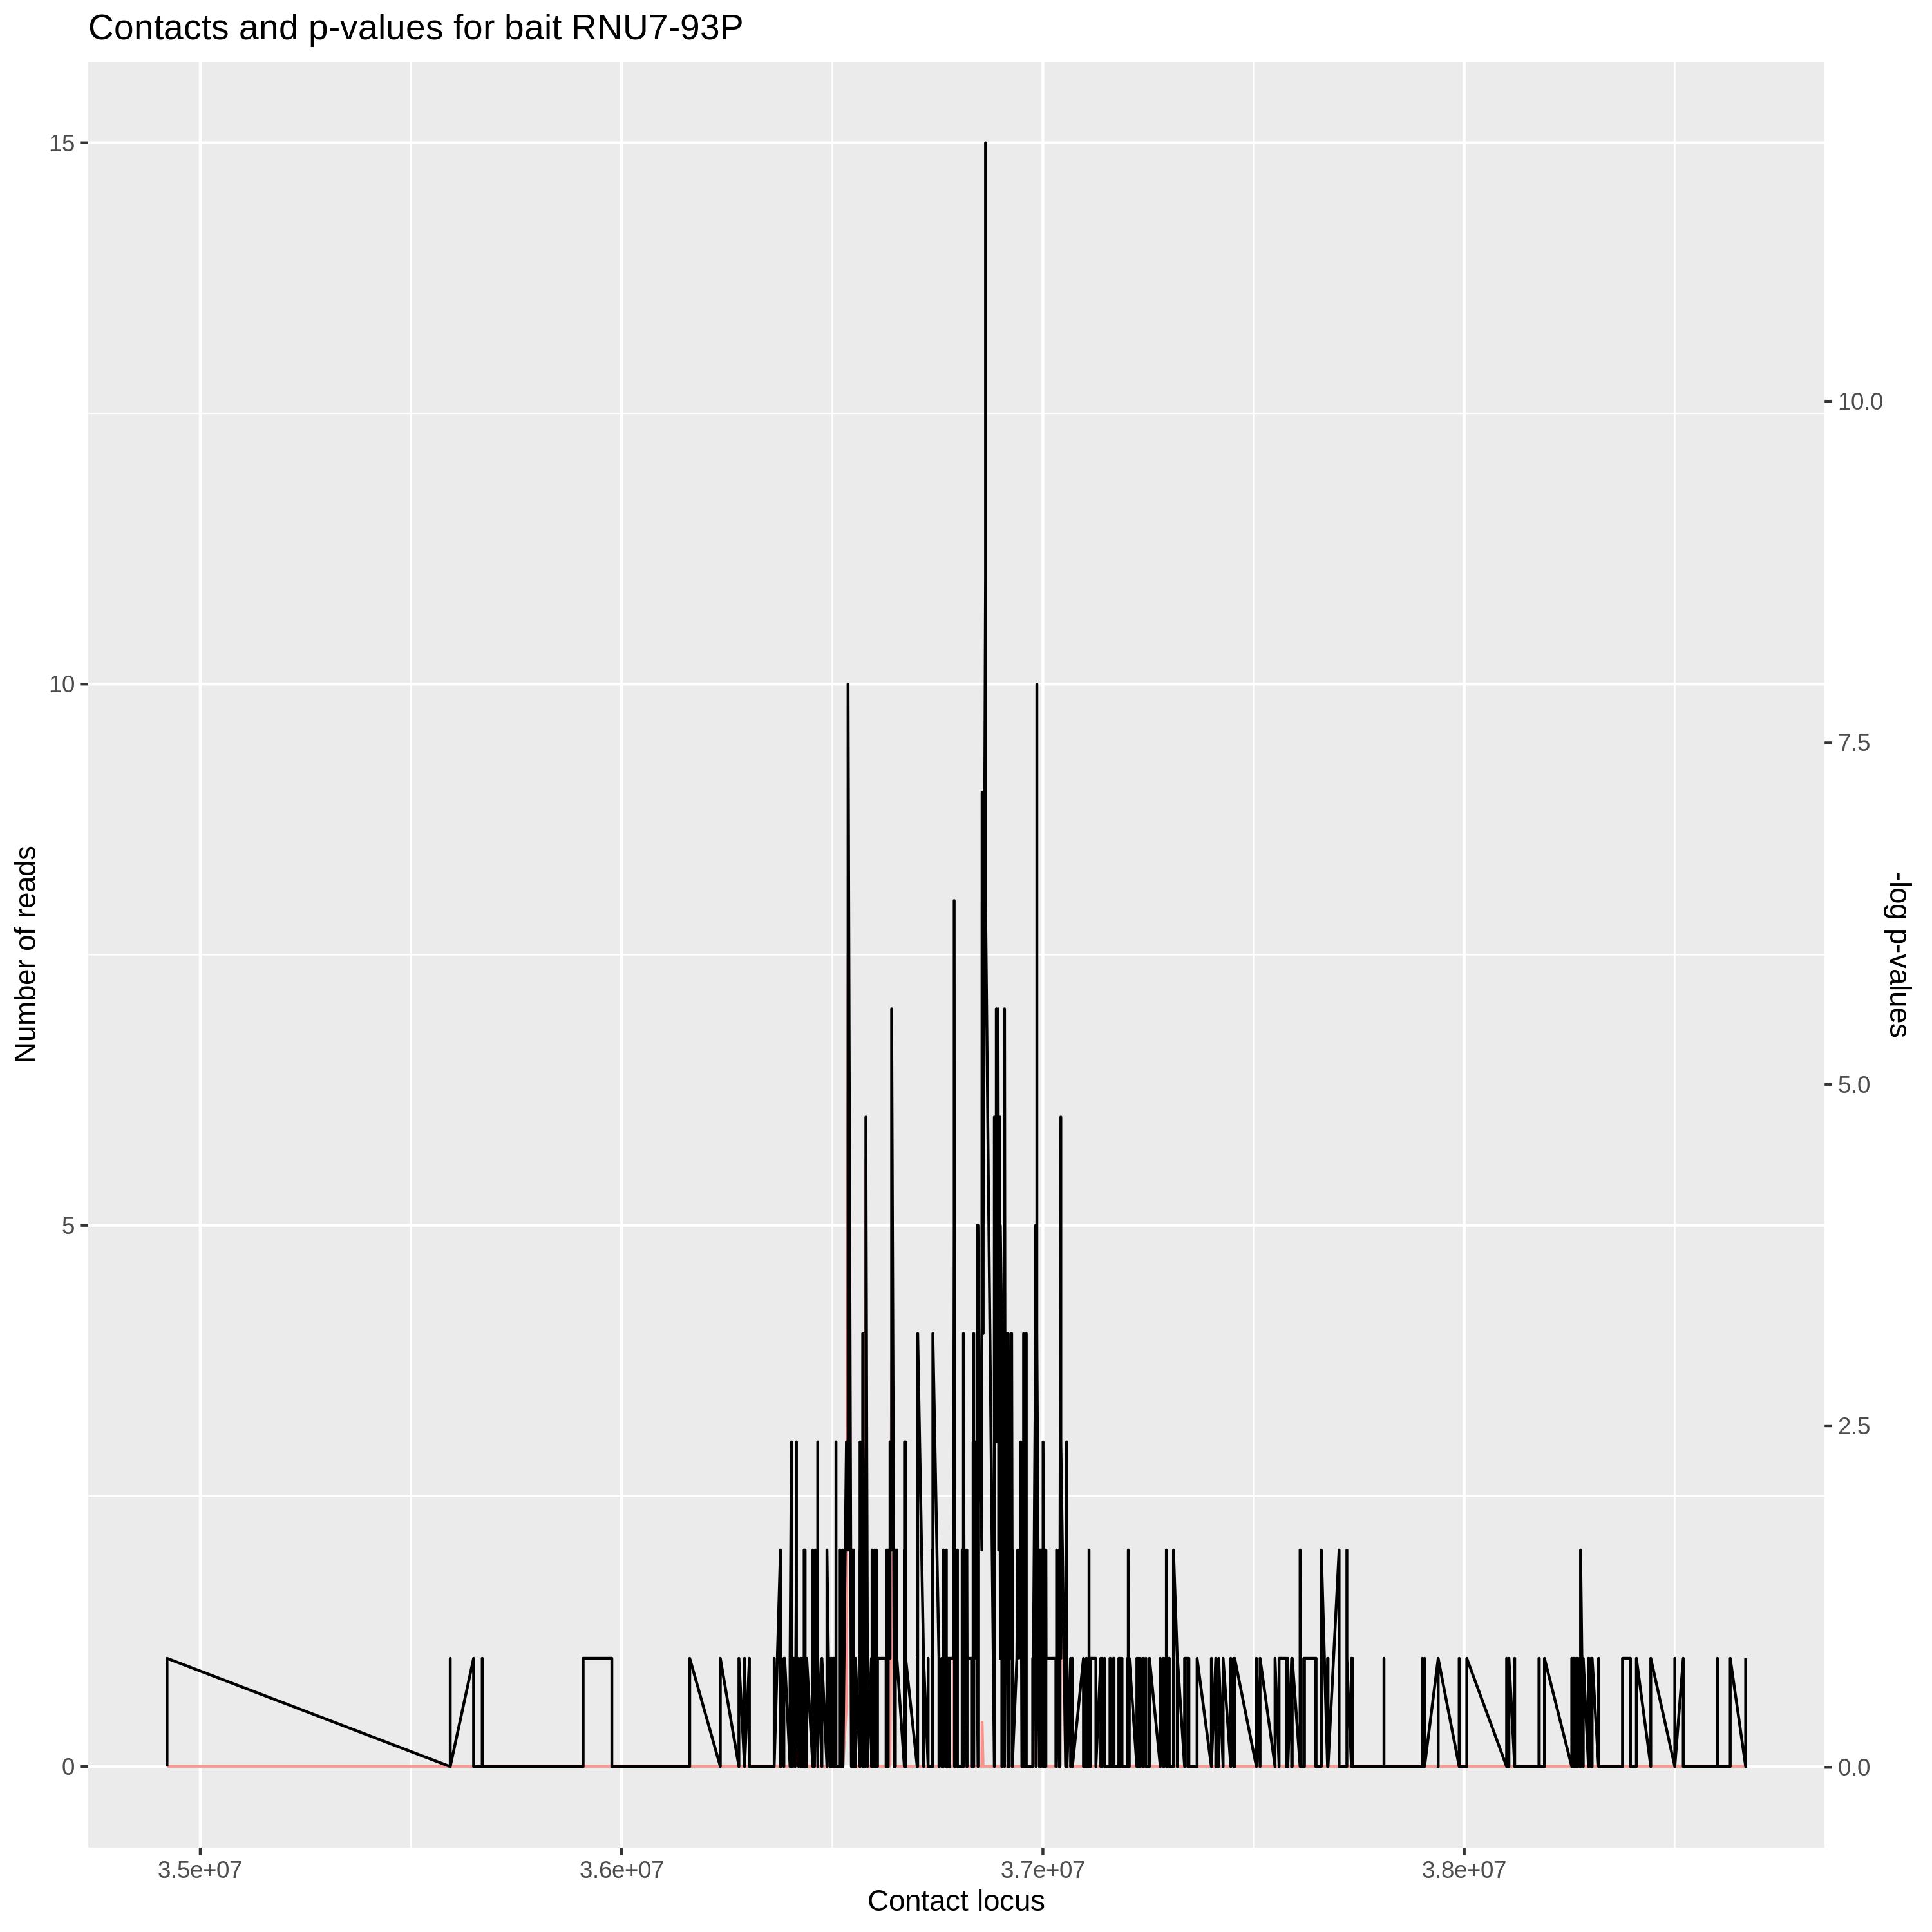 Contacts and p-values for bait RNU7-93P
15
10
5
0
Number of reads
10.0
7.5
5.0
2.5
0.0
-log p-values
3.5e+07 3.6e+07 3.7e+07 3.8e+07
Contact locus